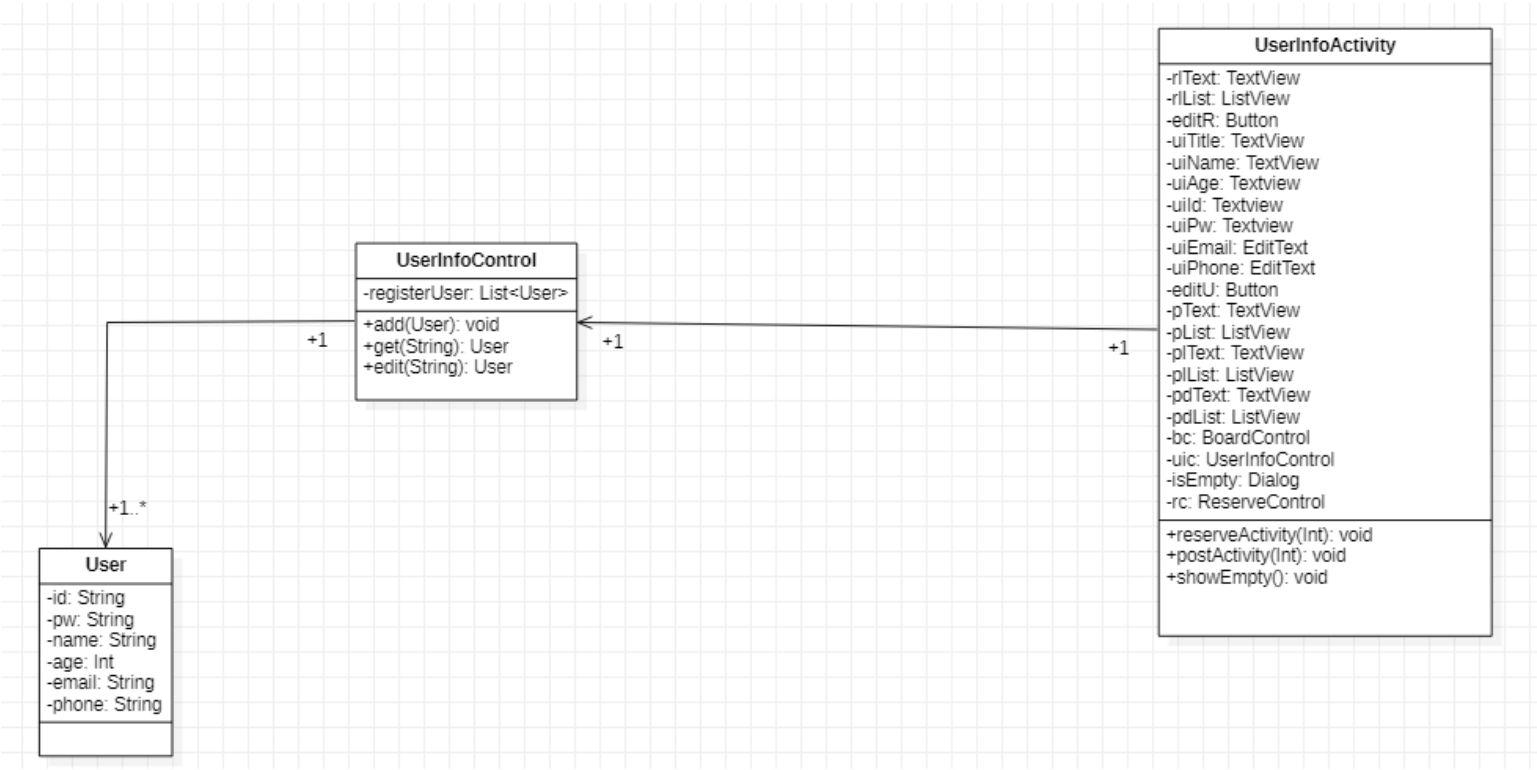 UserInfoActivity
-rlText: TextView
-rlList: ListView
-editR: Button
-uiTitle: TextView
-uiName: TextView
-uiAge: Textview
-uiId: Textview
-uiPw: Textview
-uiEmail: EditText
-uiPhone: EditText
-editU: Button
-pText: TextView
-pList: ListView
-plText: TextView
-plList: ListView
-pdText: TextView
-pdList: ListView
-bc: BoardControl
-uic: UserInfoControl
-isEmpty: Dialog
-rc: ReserveControl
+reserveActivity(Int): void
+postActivity(Int): void
+showEmpty(): void
UserInfoControl
-registerUser: List<User>
+add(User): void
+get(String): User
+edit(String): User
+1
+1
+1
+1..*
User
-id: String
-pw: String
-name: String
-age: Int
-email: String
-phone: String